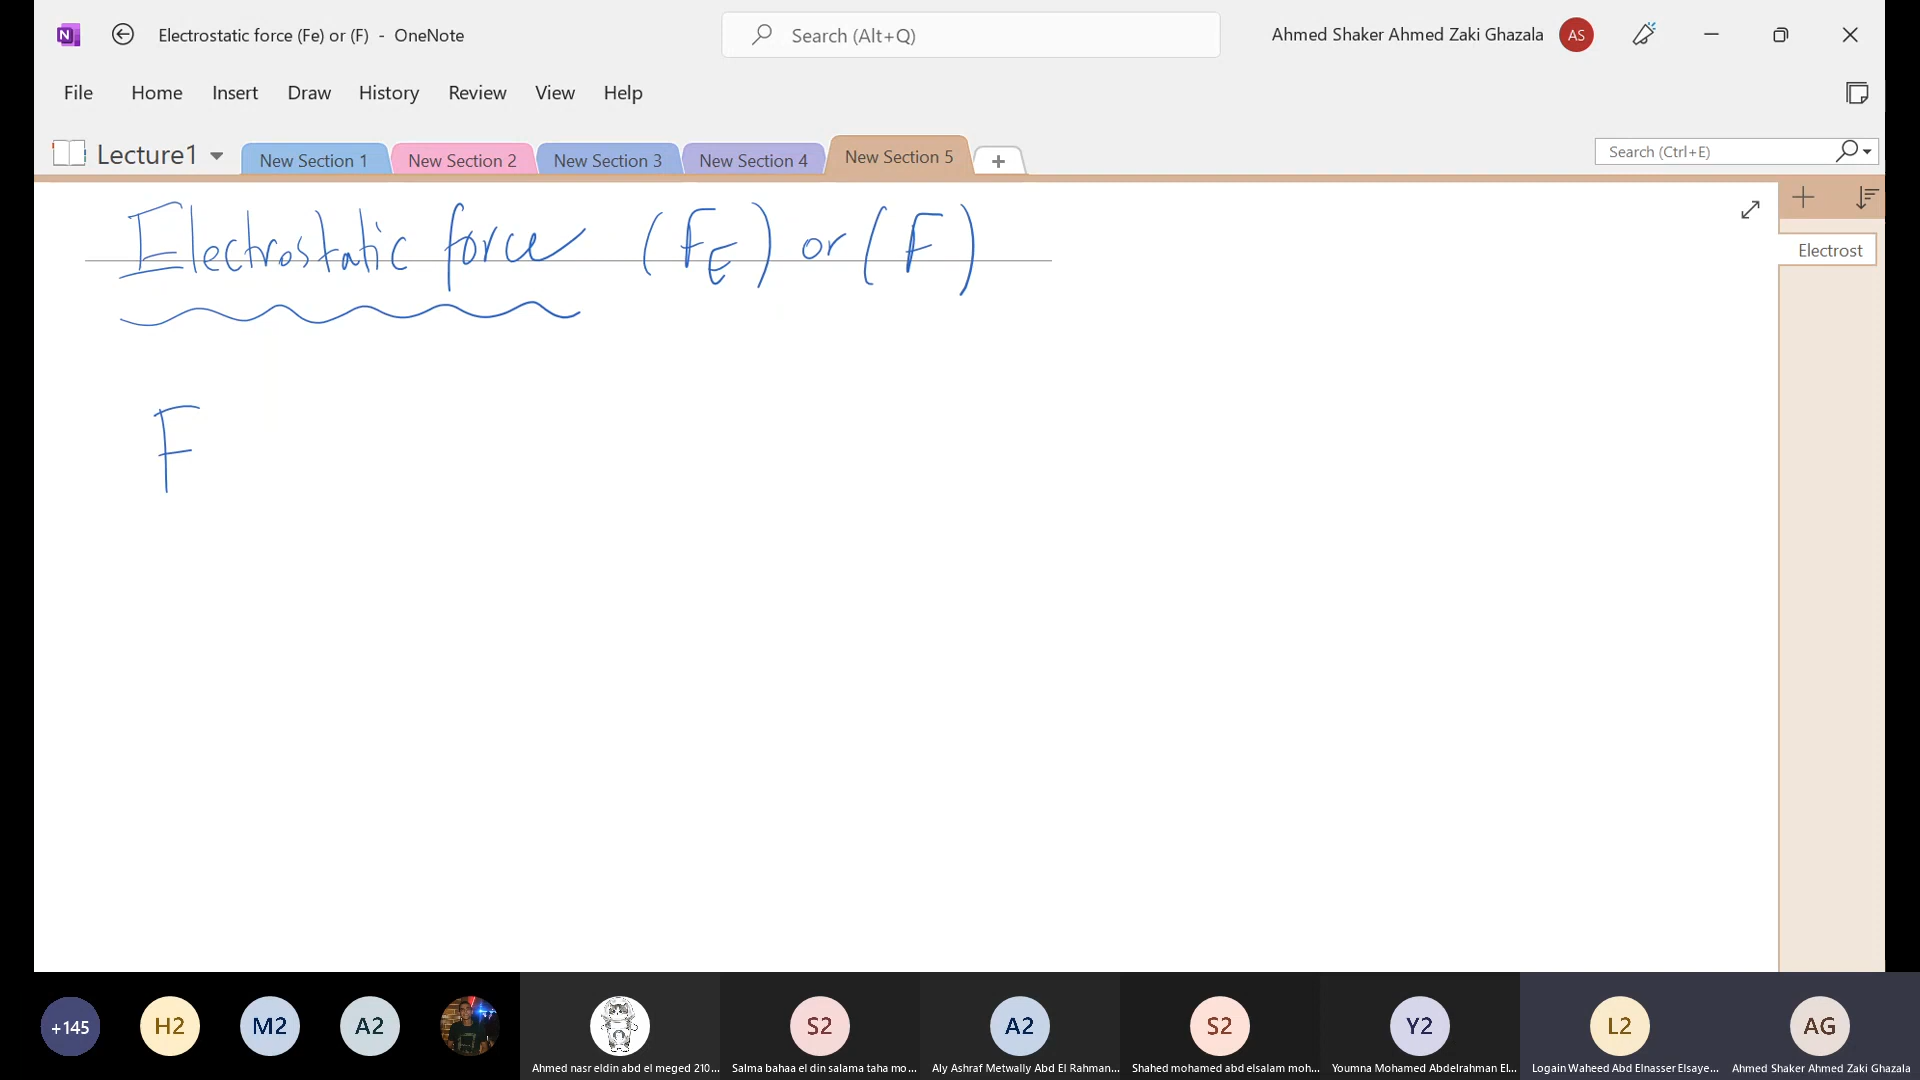 Electrostatic force (Fe) or (F) - OneNote
Search (Alt+Q)
Ahmed Shaker Ahmed Zaki Ghazala
AS
File
Home
Insert
Draw
History
Review
View
Help
Lecture1
New Section 1
New Section 2
New Section 3
New Section 4
New Section 5
+
Search (Ctrl+E)
Electrostatic force (FE) or (F)
Electrost
F
+145
H2
M2
A2
S2
A2
S2
Y2
L2
AG
Ahmed nasr eldin abd el meged 210...
Salma bahaa el din salama taha mo...
Aly Ashraf Metwally Abd El Rahman...
Shahed mohamed abd elsalam moh...
Youmna Mohamed Abdelrahman El...
Logain Waheed Abd Elnasser Elsaye...
Ahmed Shaker Ahmed Zaki Ghazala